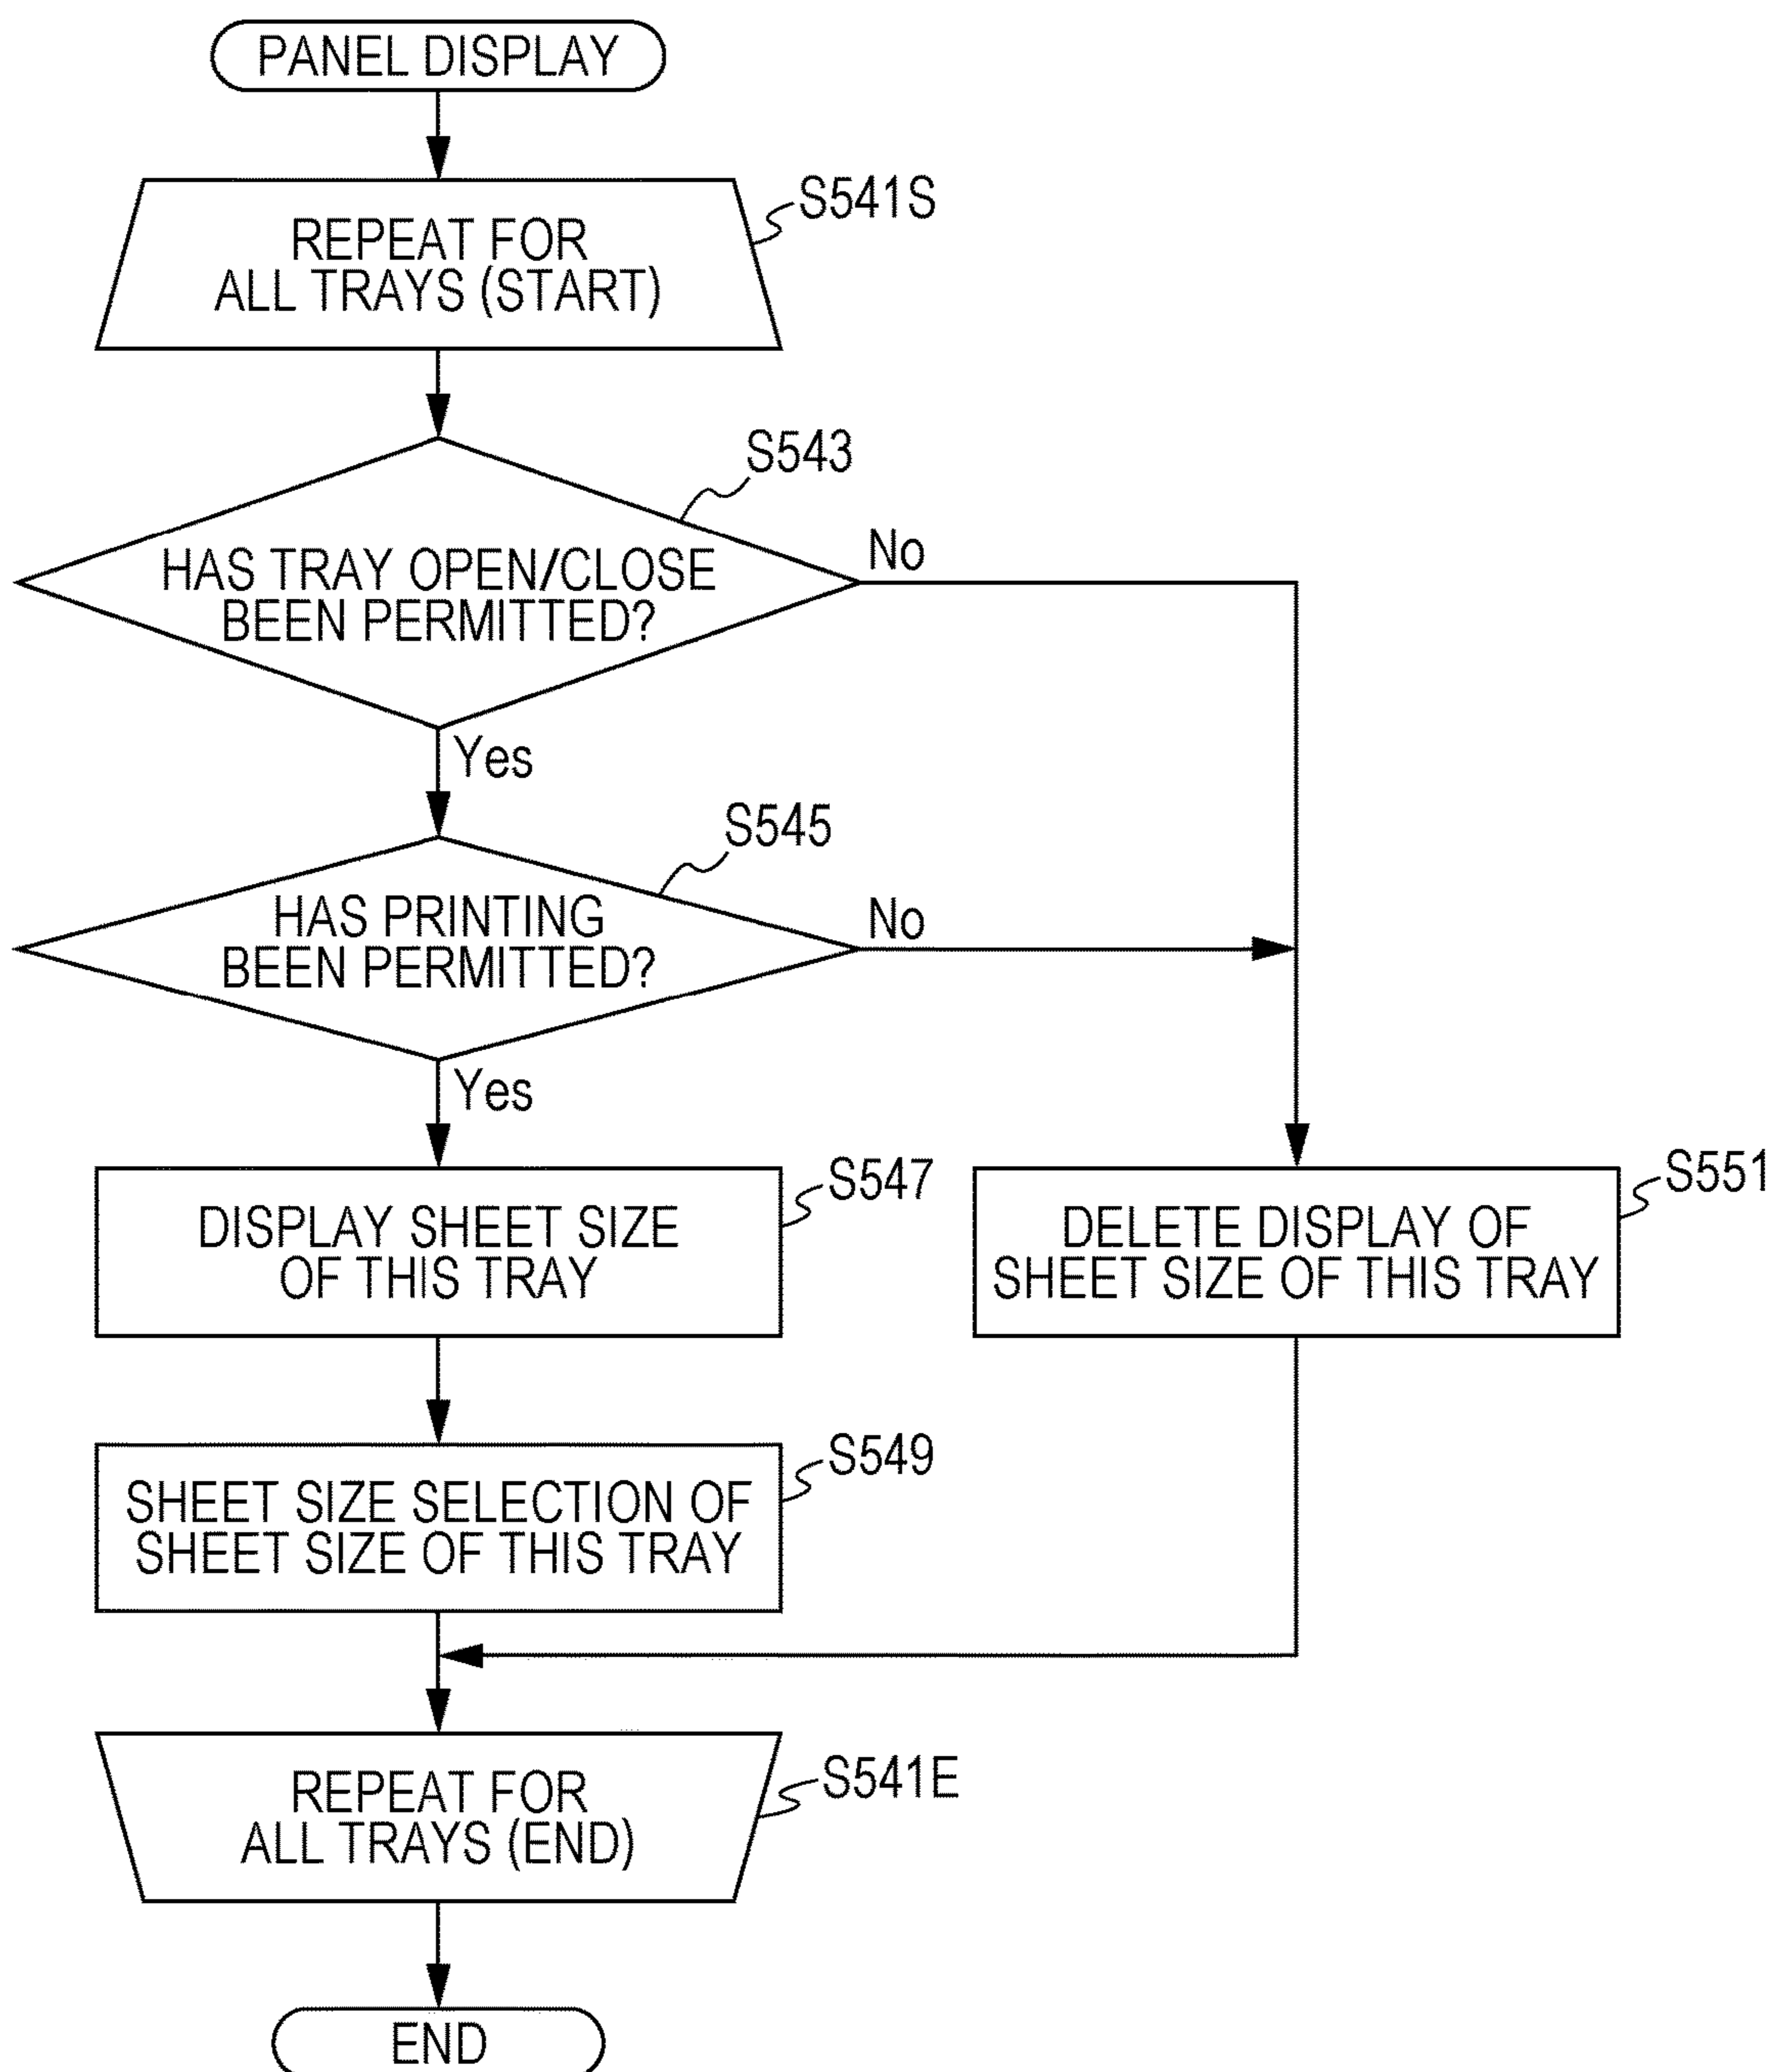 PANEL DISPLAY
S541S
REPEAT FOR
ALL TRAYS (START)
S543
HAS TRAY OPEN/CLOSE
BEEN PERMITTED?
No
Yes
S545
HAS PRINTING
BEEN PERMITTED?
No
Yes
S547
DISPLAY SHEET SIZE
OF THIS TRAY
S551
DELETE DISPLAY OF
SHEET SIZE OF THIS TRAY
S549
SHEET SIZE SELECTION OF
SHEET SIZE OF THIS TRAY
S541E
REPEAT FOR
ALL TRAYS (END)
END